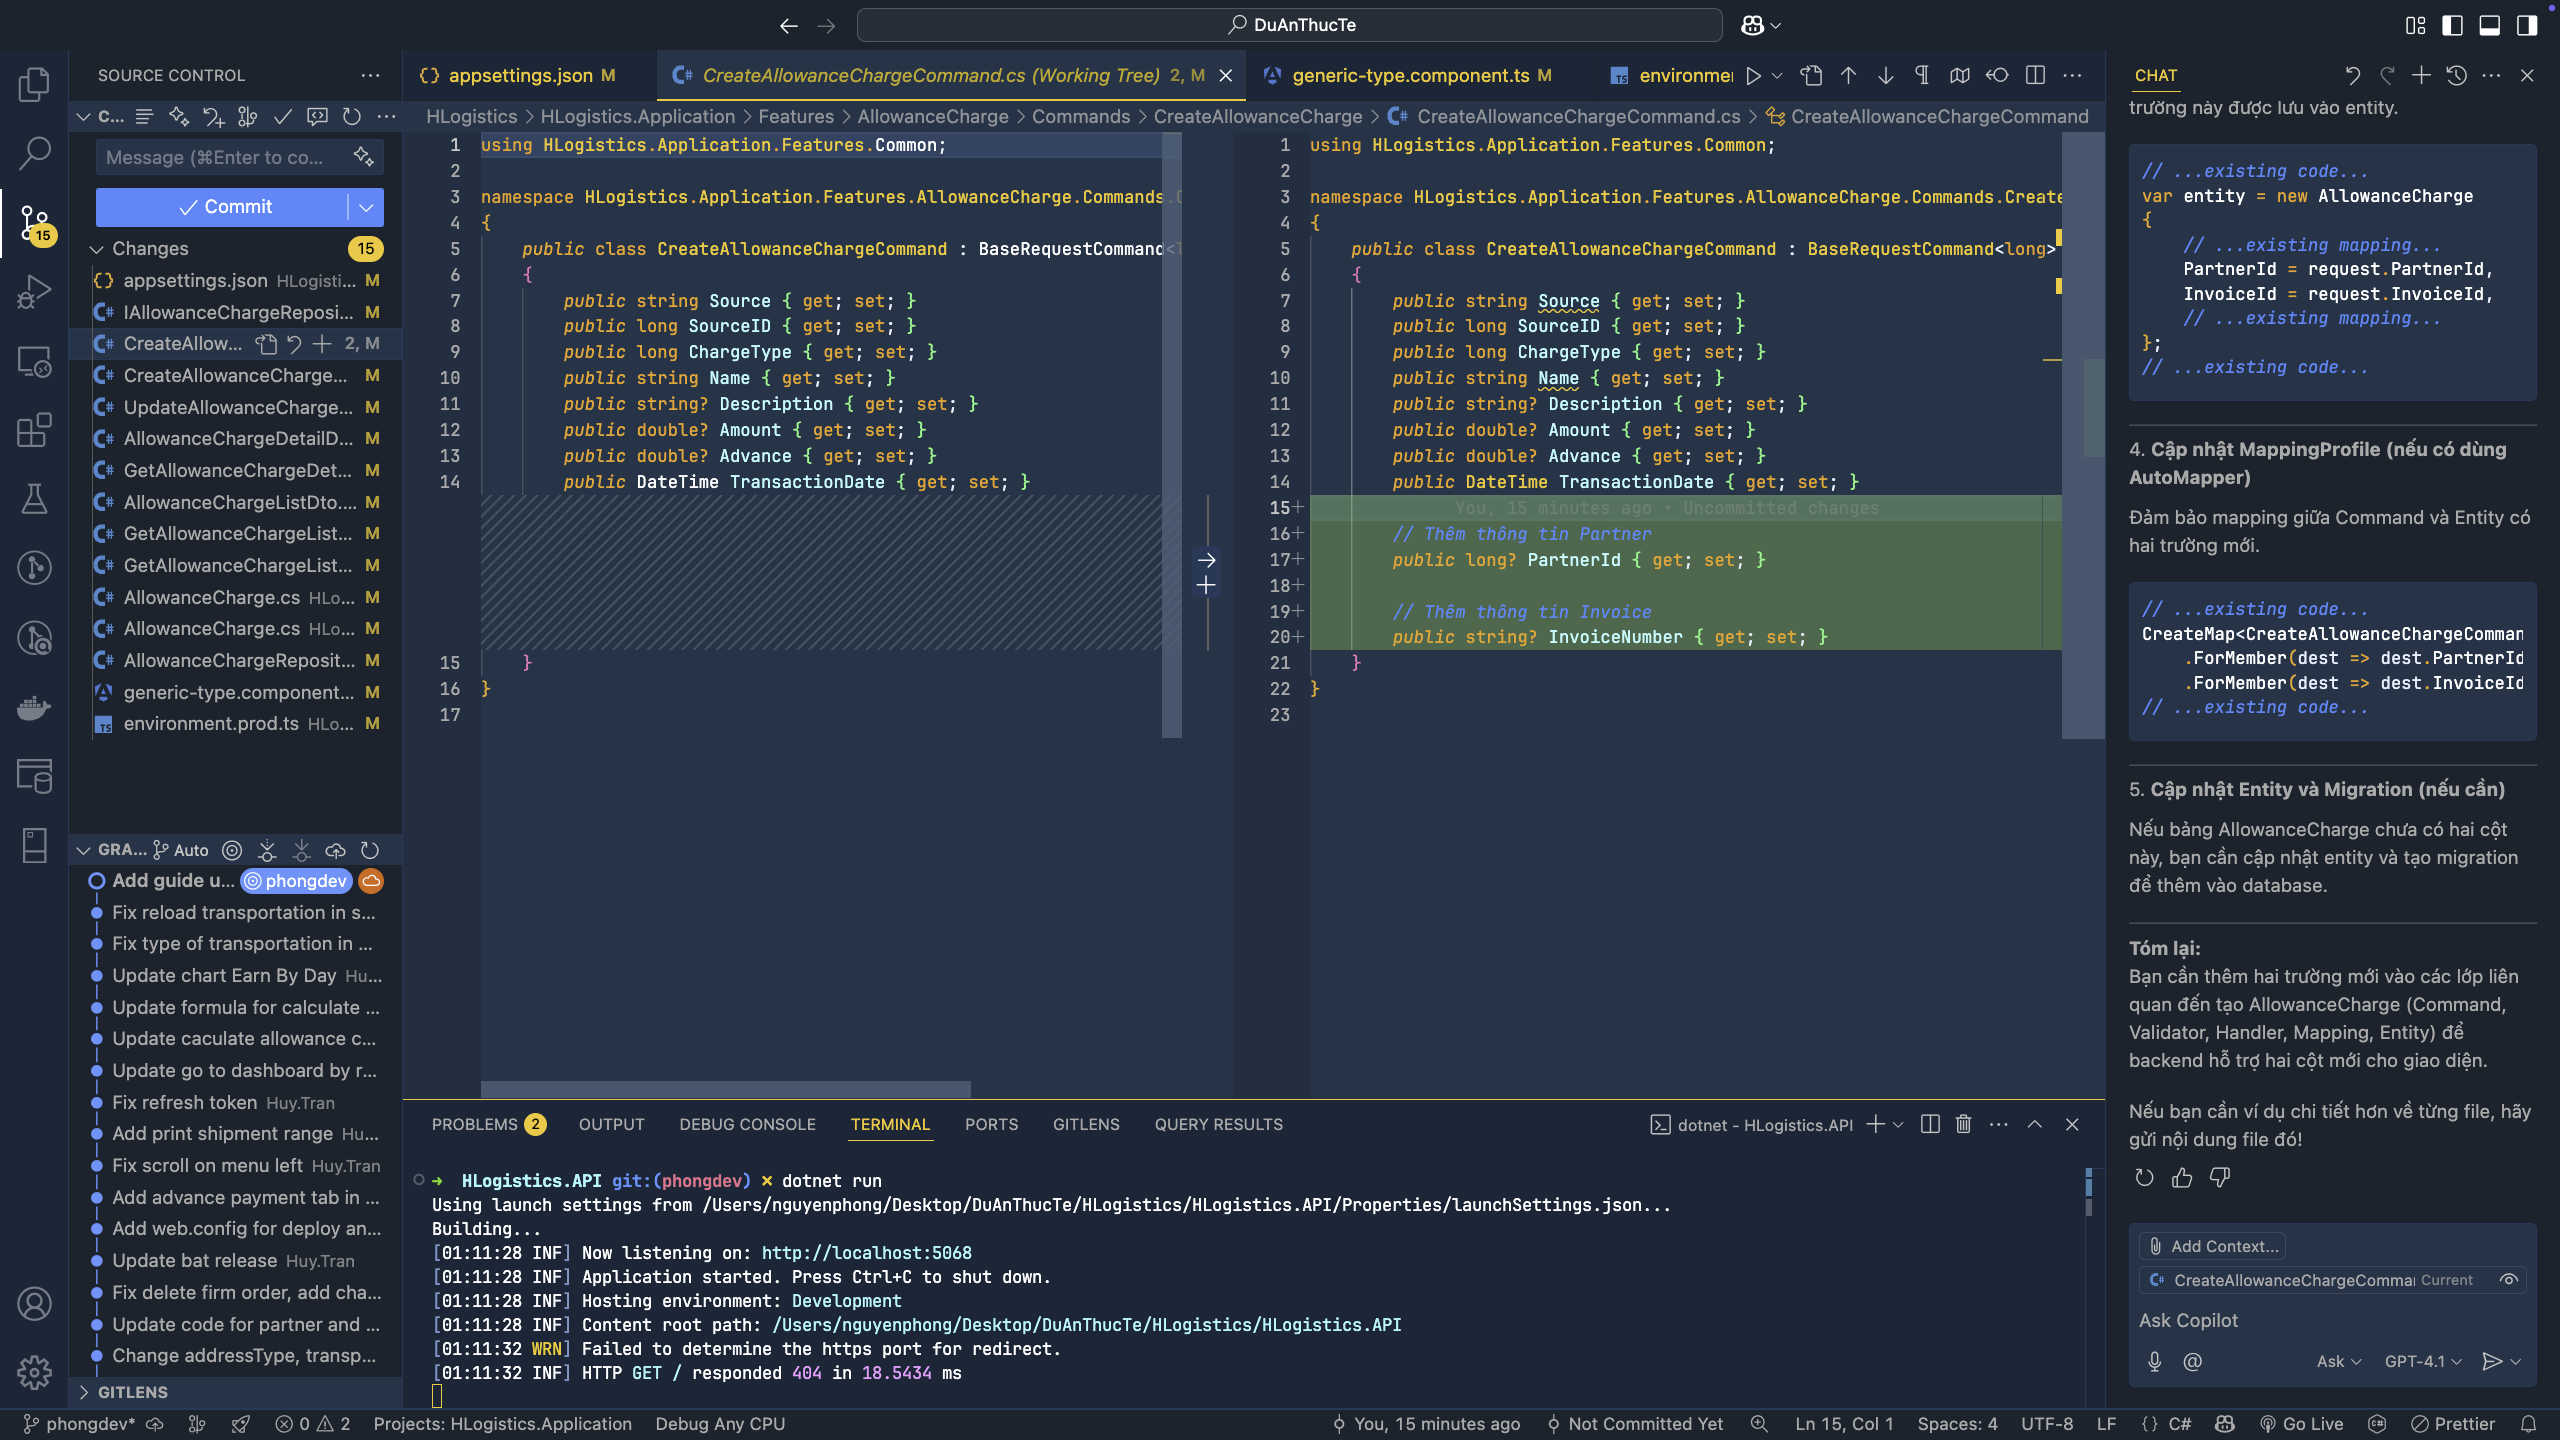 DuAnThucTe
SOURCE CONTROL
C...
Message (⌘Enter to co...
Commit
Changes 15
appsettings.json HLogisti... M
IAllowanceChargeReposi... M
CreateAllow... 2, M
CreateAllowanceCharge... M
UpdateAllowanceCharge... M
AllowanceChargeDetailD... M
GetAllowanceChargeDet... M
AllowanceChargeListDto.... M
GetAllowanceChargeList... M
GetAllowanceChargeList... M
AllowanceCharge.cs HLo... M
AllowanceCharge.cs HLo... M
AllowanceChargeReposit... M
generic-type.component... M
environment.prod.ts HLo... M
15
GRA... Auto
Add guide u... phongdev
Fix reload transportation in s...
Fix type of transportation in ...
Update chart Earn By Day Hu...
Update formula for calculate ...
Update caculate allowance c...
Update go to dashboard by r...
Fix refresh token Huy.Tran
Add print shipment range Hu...
Fix scroll on menu left Huy.Tran
Add advance payment tab in ...
Add web.config for deploy an...
Update bat release Huy.Tran
Fix delete firm order, add cha...
Update code for partner and ...
Change addressType, transp...
GITLENS
appsettings.json M
CreateAllowanceChargeCommand.cs (Working Tree) 2, M
generic-type.component.ts M
environme
HLogistics > HLogistics.Application > Features > AllowanceCharge > Commands > CreateAllowanceCharge > CreateAllowanceChargeCommand.cs > CreateAllowanceChargeCommand
1 using HLogistics.Application.Features.Common;
2
3 namespace HLogistics.Application.Features.AllowanceCharge.Commands.
4 {
5 public class CreateAllowanceChargeCommand : BaseRequestCommand<l
6 {
7 public string Source { get; set; }
8 public long SourceID { get; set; }
9 public long ChargeType { get; set; }
10 public string Name { get; set; }
11 public string? Description { get; set; }
12 public double? Amount { get; set; }
13 public double? Advance { get; set; }
14 public DateTime TransactionDate { get; set; }
15 }
16 }
17
1 using HLogistics.Application.Features.Common;
2
3 namespace HLogistics.Application.Features.AllowanceCharge.Commands.Create
4 {
5 public class CreateAllowanceChargeCommand : BaseRequestCommand<long>
6 {
7 public string Source { get; set; }
8 public long SourceID { get; set; }
9 public long ChargeType { get; set; }
10 public string Name { get; set; }
11 public string? Description { get; set; }
12 public double? Amount { get; set; }
13 public double? Advance { get; set; }
14 public DateTime TransactionDate { get; set; }
15+ You, 15 minutes ago • Uncommitted changes
16+ // Thêm thông tin Partner
17+ public long? PartnerId { get; set; }
18+
19+ // Thêm thông tin Invoice
20+ public string? InvoiceNumber { get; set; }
21 }
22 }
23
PROBLEMS 2 OUTPUT DEBUG CONSOLE TERMINAL PORTS GITLENS QUERY RESULTS
dotnet - HLogistics.API
➜ HLogistics.API git:(phongdev) ✗ dotnet run
Using launch settings from /Users/nguyenphong/Desktop/DuAnThucTe/HLogistics/HLogistics.API/Properties/launchSettings.json...
Building...
[01:11:28 INF] Now listening on: http://localhost:5068
[01:11:28 INF] Application started. Press Ctrl+C to shut down.
[01:11:28 INF] Hosting environment: Development
[01:11:28 INF] Content root path: /Users/nguyenphong/Desktop/DuAnThucTe/HLogistics/HLogistics.API
[01:11:32 WRN] Failed to determine the https port for redirect.
[01:11:32 INF] HTTP GET / responded 404 in 18.5434 ms
CHAT
trường này được lưu vào entity.
// ...existing code...
var entity = new AllowanceCharge
{
// ...existing mapping...
PartnerId = request.PartnerId,
InvoiceId = request.InvoiceId,
// ...existing mapping...
};
// ...existing code...
4. Cập nhật MappingProfile (nếu có dùng
AutoMapper)
Đảm bảo mapping giữa Command và Entity có
hai trường mới.
// ...existing code...
CreateMap<CreateAllowanceChargeComman
.ForMember(dest => dest.PartnerId
.ForMember(dest => dest.InvoiceId
// ...existing code...
5. Cập nhật Entity và Migration (nếu cần)
Nếu bảng AllowanceCharge chưa có hai cột
này, bạn cần cập nhật entity và tạo migration
để thêm vào database.
Tóm lại:
Bạn cần thêm hai trường mới vào các lớp liên
quan đến tạo AllowanceCharge (Command,
Validator, Handler, Mapping, Entity) để
backend hỗ trợ hai cột mới cho giao diện.
Nếu bạn cần ví dụ chi tiết hơn về từng file, hãy
gửi nội dung file đó!
Add Context...
CreateAllowanceChargeComma Current
Ask Copilot
Ask GPT-4.1
phongdev* 0 2 Projects: HLogistics.Application Debug Any CPU
You, 15 minutes ago Not Committed Yet Ln 15, Col 1 Spaces: 4 UTF-8 LF {} C# Go Live Prettier